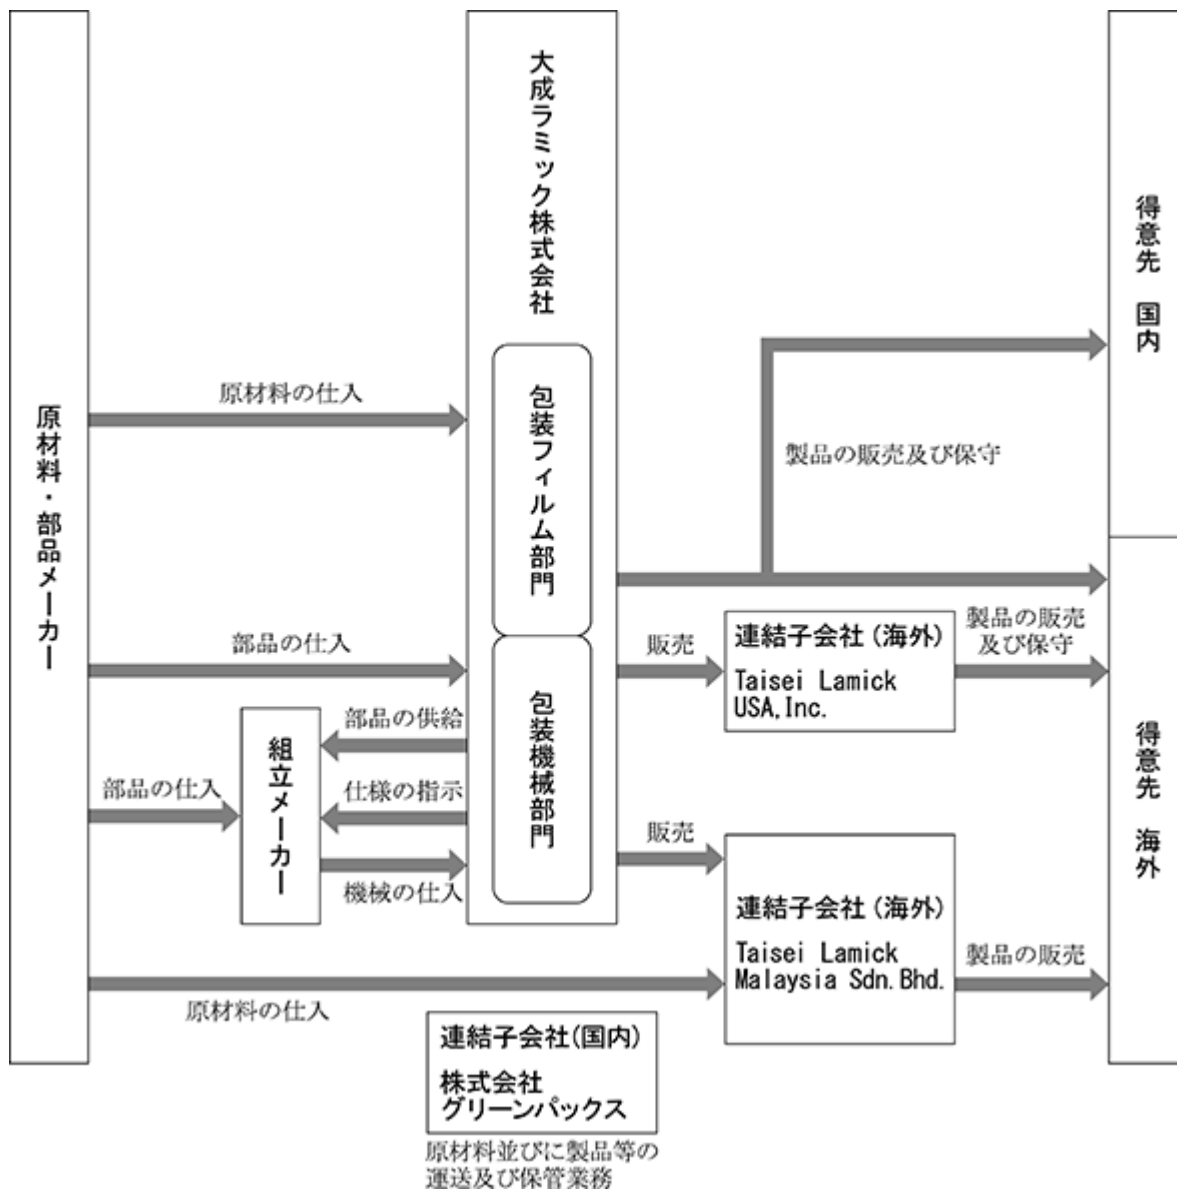 原材料・部品メーカー
大成ラミック株式会社
包装フィルム部門
包装機械部門
原材料の仕入
部品の仕入
部品の供給
仕様の指示
機械の仕入
部品の仕入
組立メーカー
原材料の仕入
製品の販売及び保守
販売
連結子会社(海外)
Taisei Lamick
USA,Inc.
製品の販売
及び保守
販売
連結子会社(海外)
Taisei Lamick
Malaysia Sdn.Bhd.
製品の販売
得意先 国内
得意先 海外
連結子会社(国内)
株式会社
グリーンパックス
原材料並びに製品等の
運送及び保管業務